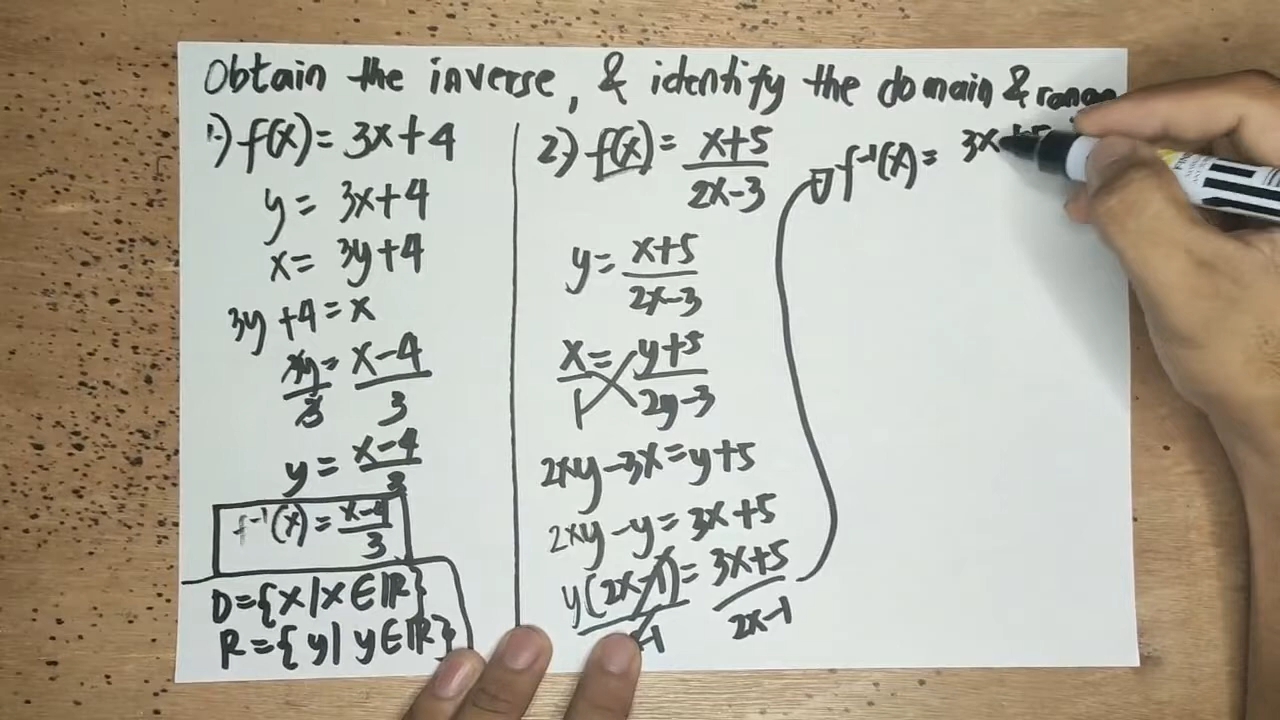 Obtain the inverse, & identify the domain & range
1.) f(x) = 3x+4
y = 3x+4
x = 3y+4
3y+4 = x
3y/3 = x-4/3
y = x-4/3
f⁻¹(x) = x-4/3
D={x|x∈ℝ}
R={y|y∈ℝ}
2.) f(x) = x+5/2x-3
y = x+5/2x-3
x/1 = y+5/2y-3
2xy-3x=y+5
2xy-y=3x+5
y(2x-1)/-1 = 3x+5/2x-1
f⁻¹(x) = 3x+5